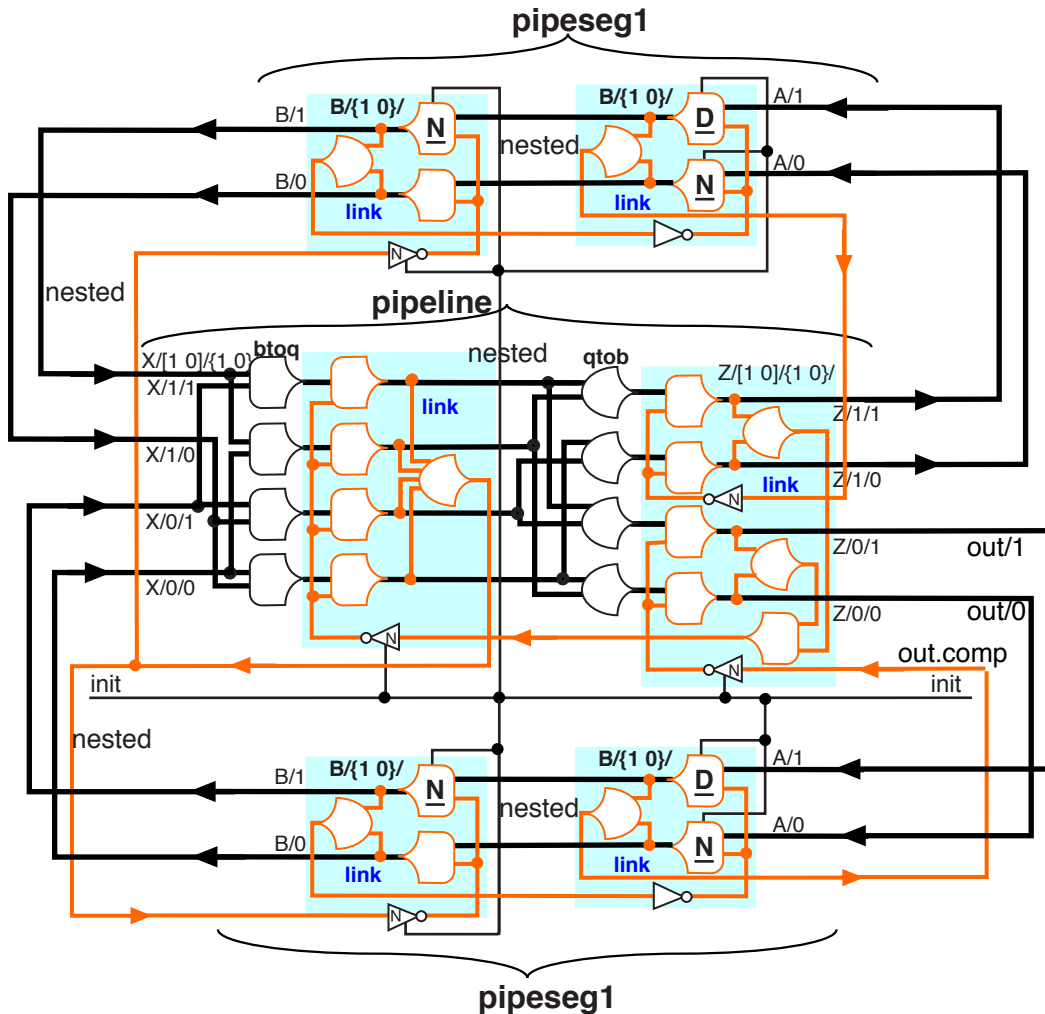 pipeseg1
B/1
B/{1 0}/
N
nested
B/{1 0}/
D
A/1
B/0
link
link
N
A/0
N
nested
pipeline
X/[1 0]/{1 0}
btoq
nested
qtob
Z/[1 0]/{1 0}/
X/1/1
link
Z/1/1
X/1/0
link
Z/1/0
N
X/0/1
Z/0/1
out/1
X/0/0
Z/0/0
out/0
N
N
out.comp
init
init
nested
B/1
B/{1 0}/
N
nested
B/{1 0}/
D
A/1
B/0
link
link
N
A/0
N
pipeseg1